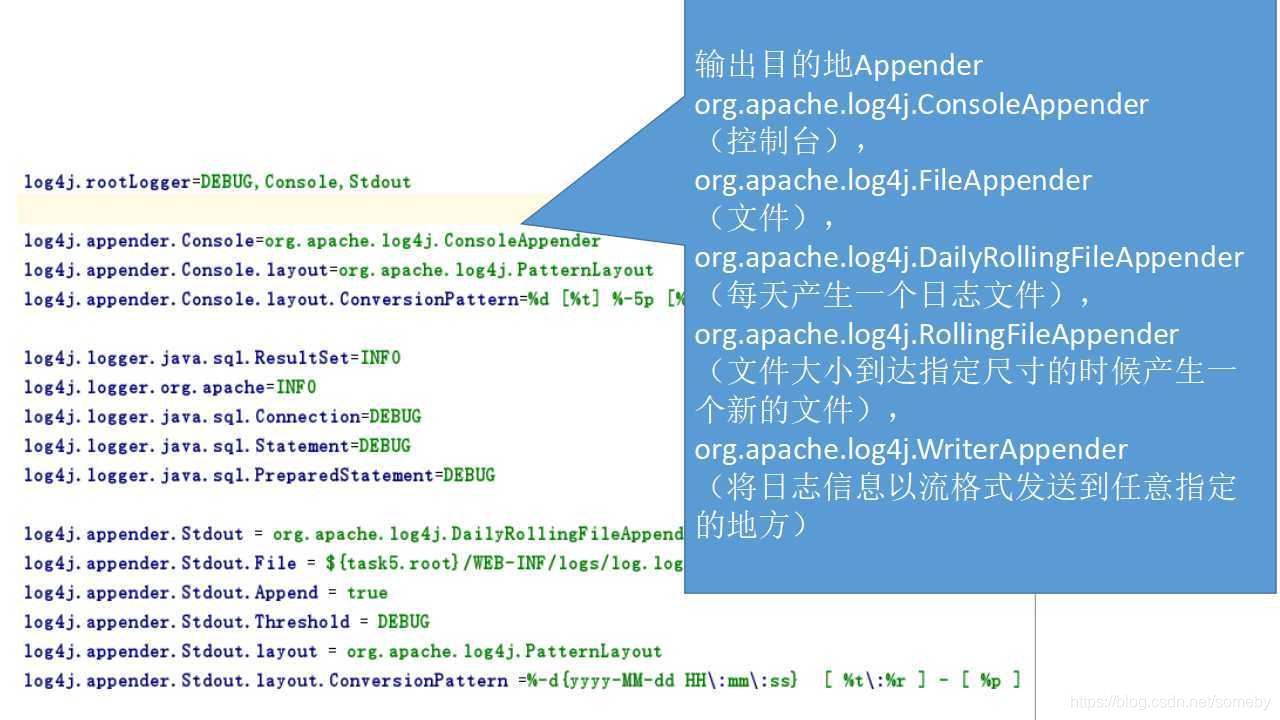 log4j.rootLogger=DEBUG,Console,Stdout
log4j.appender.Console=org.apache.log4j.ConsoleAppender
log4j.appender.Console.layout=org.apache.log4j.PatternLayout
log4j.appender.Console.layout.ConversionPattern=%d [%t] %-5p [%
log4j.logger.java.sql.ResultSet=INFO
log4j.logger.org.apache=INFO
log4j.logger.java.sql.Connection=DEBUG
log4j.logger.java.sql.Statement=DEBUG
log4j.logger.java.sql.PreparedStatement=DEBUG
log4j.appender.Stdout = org.apache.log4j.DailyRollingFileAppend
log4j.appender.Stdout.File = ${task5.root}/WEB-INF/logs/log.log
log4j.appender.Stdout.Append = true
log4j.appender.Stdout.Threshold = DEBUG
log4j.appender.Stdout.layout = org.apache.log4j.PatternLayout
log4j.appender.Stdout.layout.ConversionPattern =%-d{yyyy-MM-dd HH\:mm\:ss}  [ %t\:%r ] - [ %p ]
输出目的地Appender
org.apache.log4j.ConsoleAppender
（控制台），
org.apache.log4j.FileAppender
（文件），
org.apache.log4j.DailyRollingFileAppender
（每天产生一个日志文件），
org.apache.log4j.RollingFileAppender
（文件大小到达指定尺寸的时候产生一
个新的文件），
org.apache.log4j.WriterAppender
（将日志信息以流格式发送到任意指定
的地方）
https://blog.csdn.net/someby